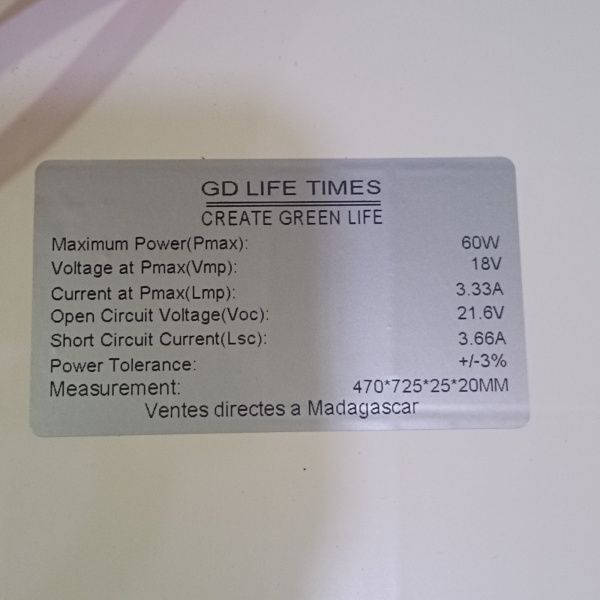 GD LIFE TIMES
CREATE GREEN LIFE
Maximum Power(Pmax): 60W
Voltage at Pmax(Vmp): 18V
Current at Pmax(Lmp): 3.33A
Open Circuit Voltage(Voc): 21.6V
Short Circuit Current(Lsc): 3.66A
Power Tolerance: +/-3%
Measurement: 470*725*25*20MM
Ventes directes a Madagascar